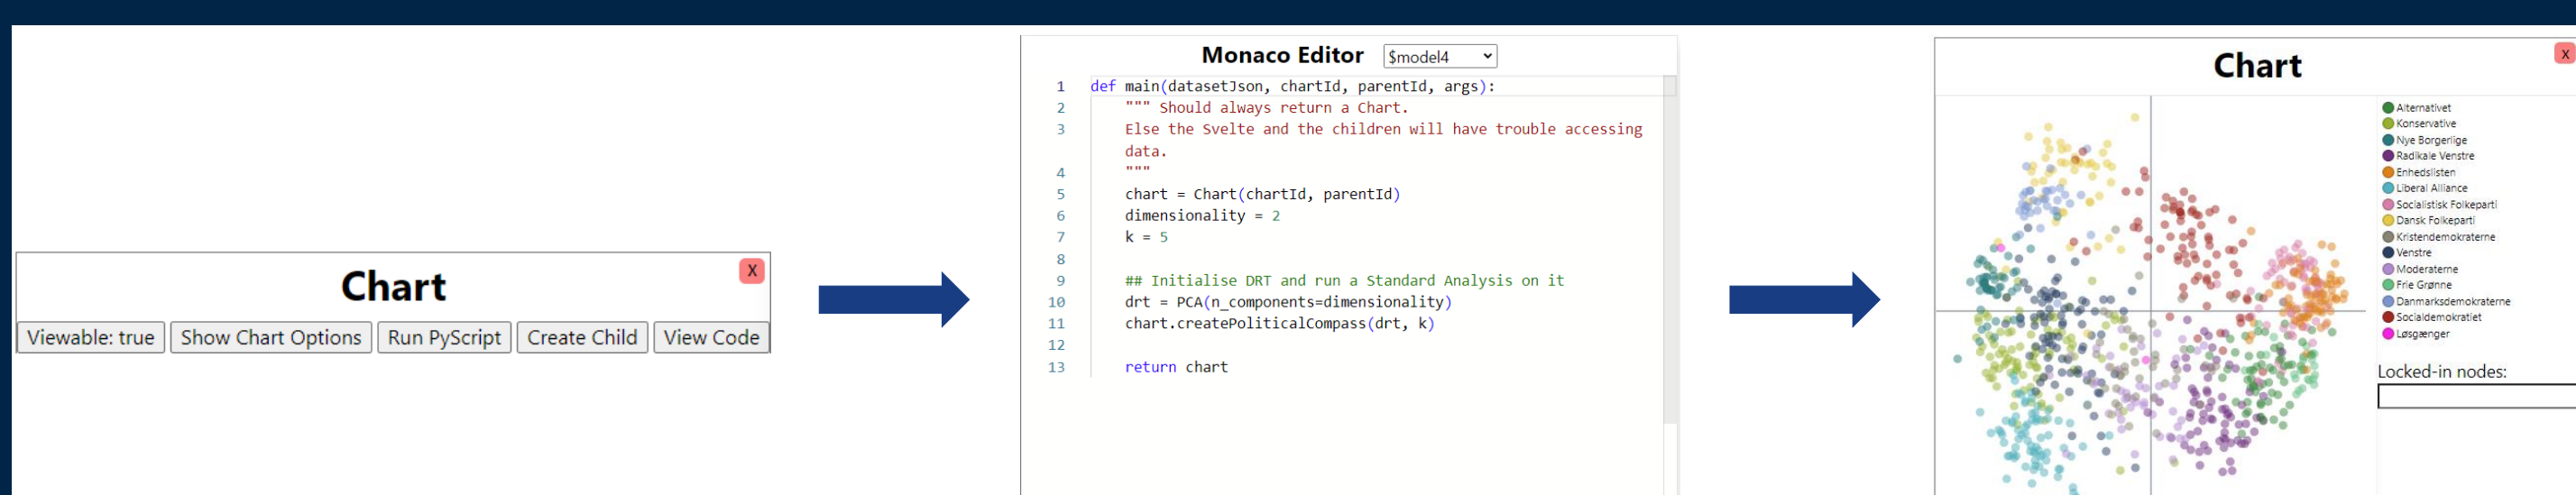 Chart
X
Viewable: true
Show Chart Options
Run PyScript
Create Child
View Code
Monaco Editor
$model4
1 def main(datasetJson, chartId, parentId, args):
2 """ Should always return a Chart.
3 Else the Svelte and the children will have trouble accessing
data.
4 """
5 chart = Chart(chartId, parentId)
6 dimensionality = 2
7 k = 5
8
9 ## Initialise DRT and run a Standard Analysis on it
10 drt = PCA(n_components=dimensionality)
11 chart.createPoliticalCompass(drt, k)
12
13 return chart
Chart
X
Alternativet
Konservative
Nye Borgerlige
Radikale Venstre
Enhedslisten
Liberal Alliance
Socialistisk Folkeparti
Dansk Folkeparti
Kristendemokraterne
Venstre
Moderaterne
Frie Grønne
Danmarksdemokraterne
Socialdemokratiet
Løsgænger
Locked-in nodes: